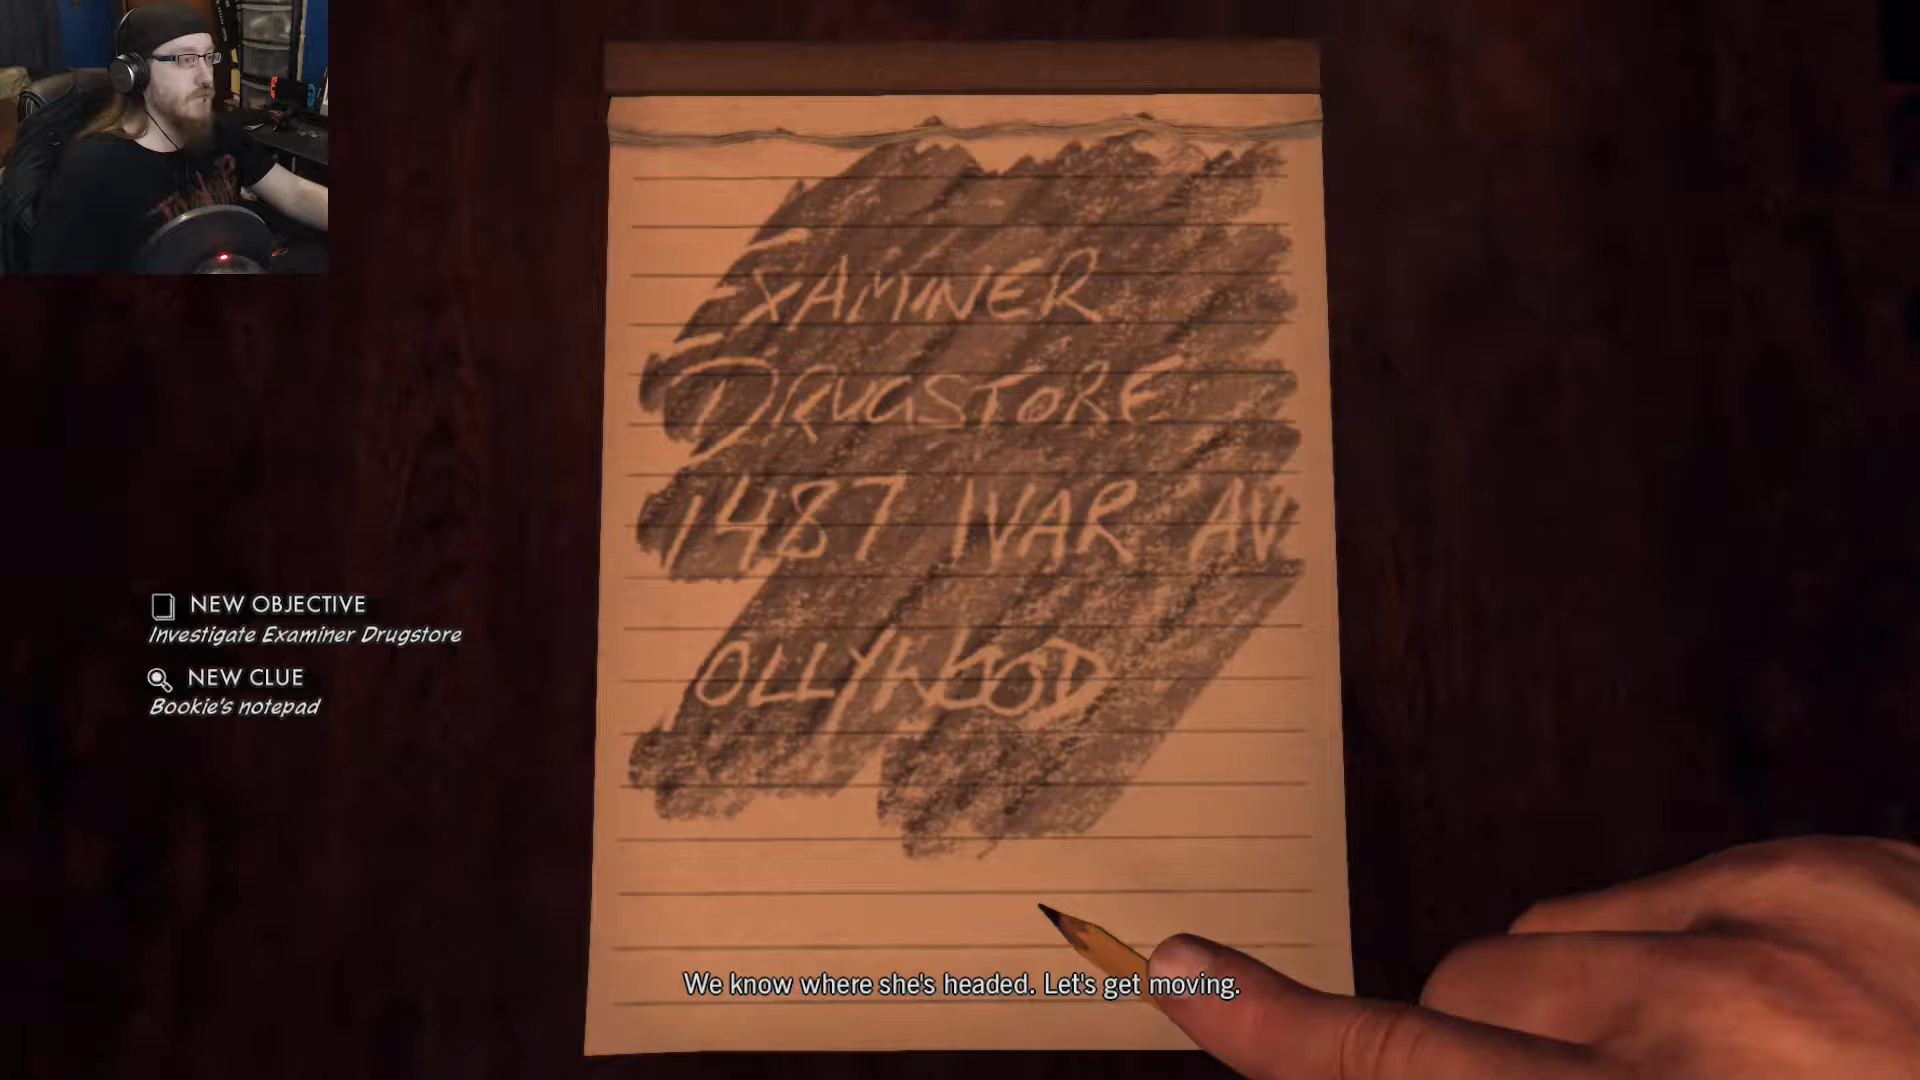 EXAMINER
DRUGSTORE
1487 IVAR AV
OLLYWOOD
NEW OBJECTIVE
Investigate Examiner Drugstore
NEW CLUE
Bookie's notepad
We know where she's headed. Let's get moving.